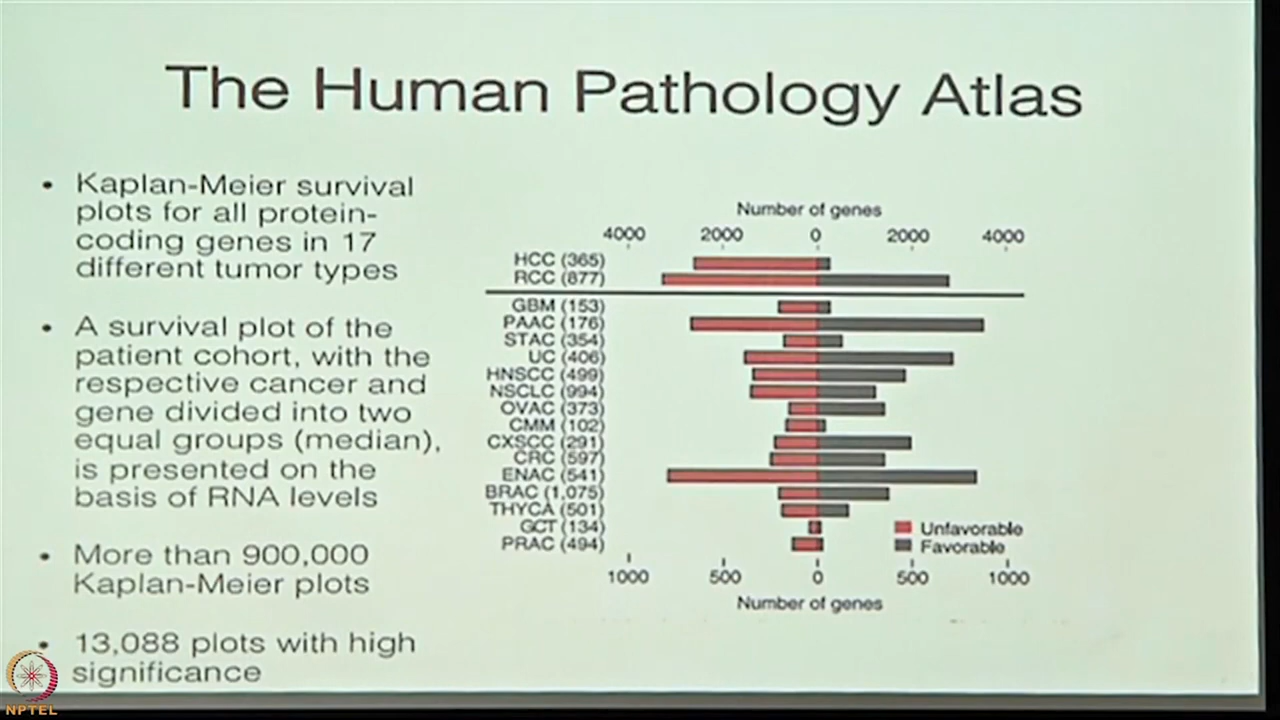 The Human Pathology Atlas
• Kaplan-Meier survival
plots for all protein-
coding genes in 17
different tumor types
• A survival plot of the
patient cohort, with the
respective cancer and
gene divided into two
equal groups (median),
is presented on the
basis of RNA levels
• More than 900,000
Kaplan-Meier plots
• 13,088 plots with high
significance
Number of genes
4000 2000 0 2000 4000
HCC (365)
RCC (877)
GBM (153)
PAAC (176)
STAC (354)
UC (406)
HNSCC (499)
NSCLC (994)
OVAC (373)
CMM (102)
CXSCC (291)
CRC (597)
ENAC (541)
BRAC (1,075)
THYCA (501)
GCT (134)
PRAC (494)
Unfavorable
Favorable
1000 500 0 500 1000
Number of genes
NPTEL